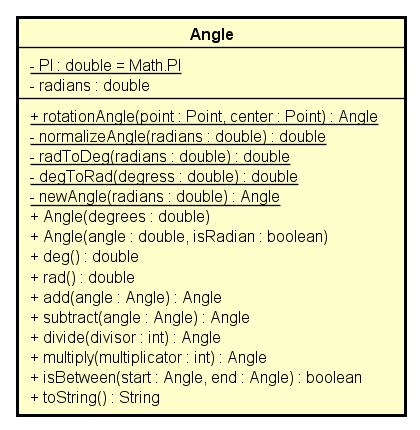 Angle
- PI : double = Math.PI
- radians : double
+ rotationAngle(point : Point, center : Point) : Angle
- normalizeAngle(radians : double) : double
- radToDeg(radians : double) : double
- degToRad(degress : double) : double
- newAngle(radians : double) : Angle
+ Angle(degrees : double)
+ Angle(angle : double, isRadian : boolean)
+ deg() : double
+ rad() : double
+ add(angle : Angle) : Angle
+ subtract(angle : Angle) : Angle
+ divide(divisor : int) : Angle
+ multiply(multiplicator : int) : Angle
+ isBetween(start : Angle, end : Angle) : boolean
+ toString() : String